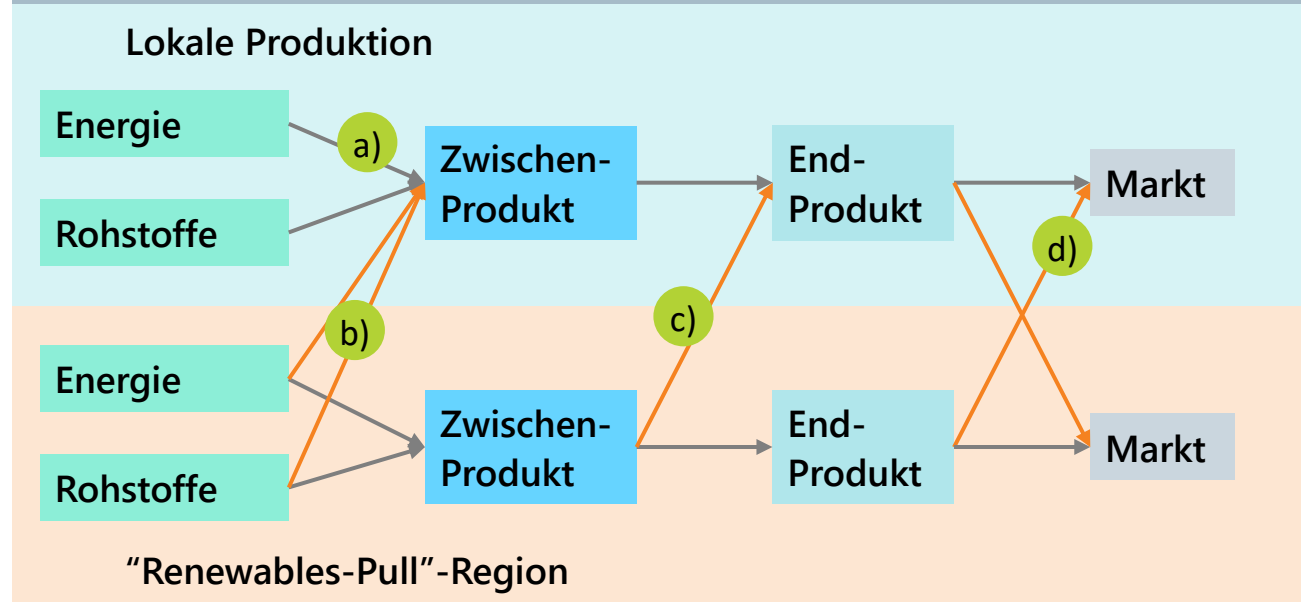 Lokale Produktion
Energie
a)
Zwischen-
Produkt
End-
Produkt
Markt
Rohstoffe
d)
b)
c)
Energie
Zwischen-
Produkt
End-
Produkt
Markt
Rohstoffe
“Renewables-Pull”-Region